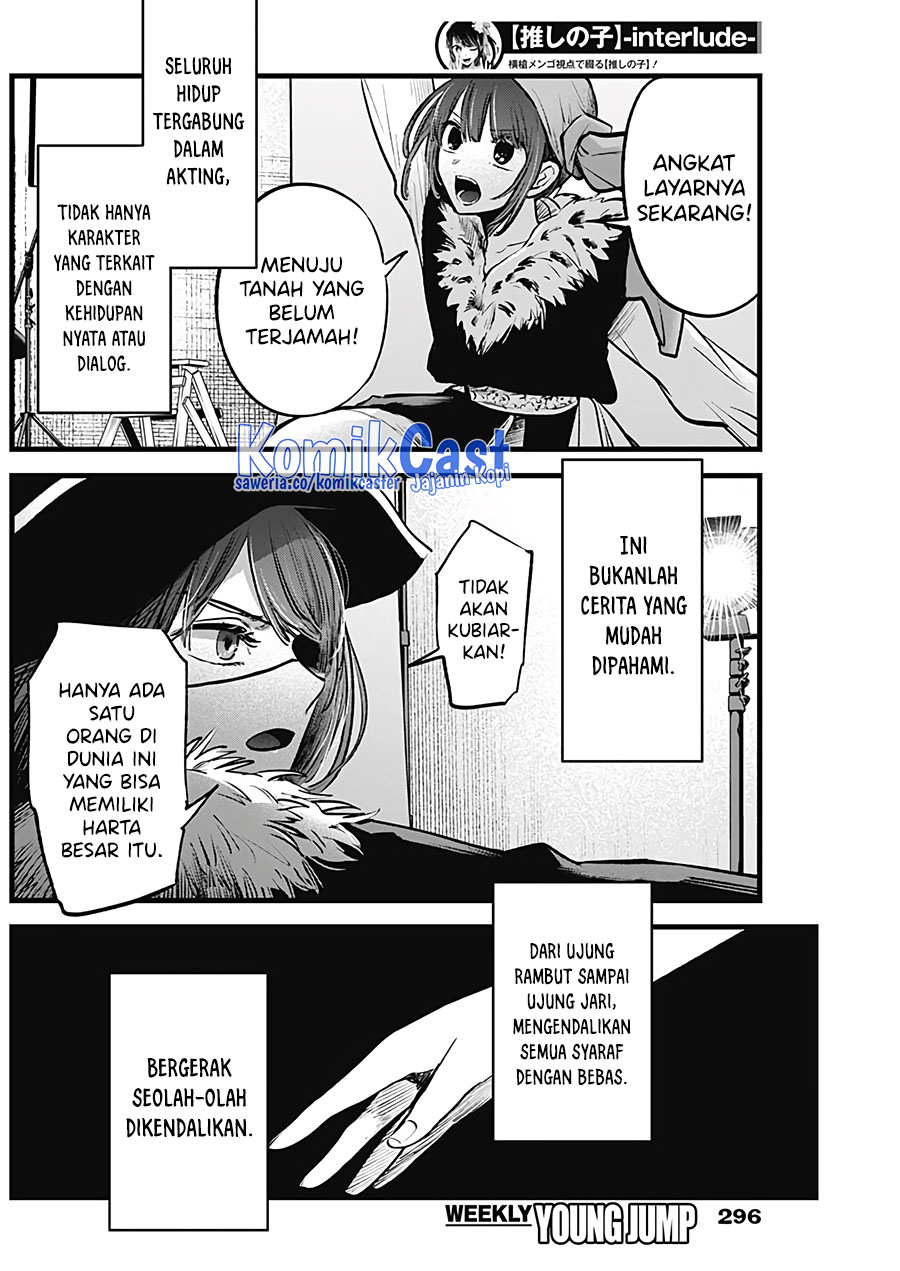 【推しの子】-interlude-
横槍メンゴ視点で綴る【推しの子】！
ANGKAT
LAYARNYA
SEKARANG!
MENUJU
TANAH YANG
BELUM
TERJAMAH!
SELURUH
HIDUP
TERGABUNG
DALAM
AKTING,
TIDAK HANYA
KARAKTER
YANG TERKAIT
DENGAN
KEHIDUPAN
NYATA ATAU
DIALOG.
KomikCast
saweria.co/komikcaster Jajanin Kopi
INI
BUKANLAH
CERITA YANG
MUDAH
DIPAHAMI.
TIDAK
AKAN
KUBIAR-
KAN!
HANYA ADA
SATU
ORANG DI
DUNIA INI
YANG BISA
MEMILIKI
HARTA
BESAR ITU.
DARI UJUNG
RAMBUT SAMPAI
UJUNG JARI,
MENGENDALIKAN
SEMUA SYARAF
DENGAN BEBAS.
BERGERAK
SEOLAH-OLAH
DIKENDALIKAN.
WEEKLY YOUNG JUMP 296